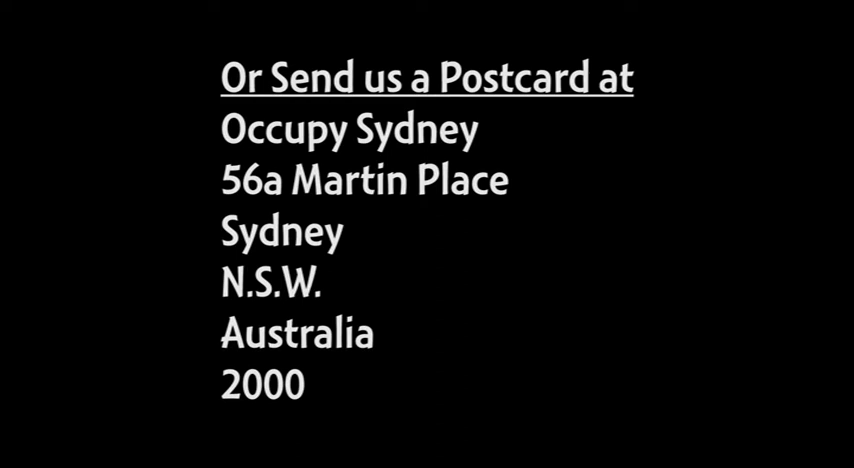 Or Send us a Postcard at
Occupy Sydney
56a Martin Place
Sydney
N.S.W.
Australia
2000